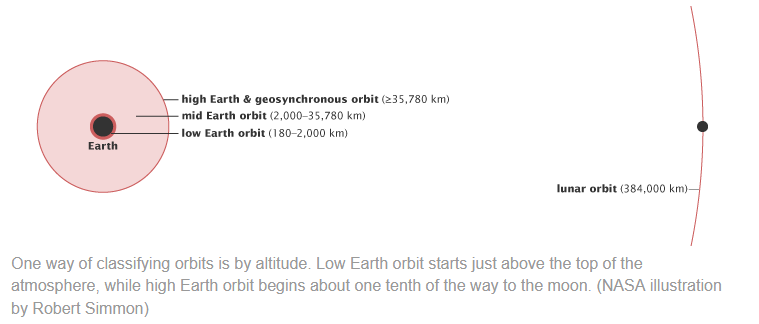 high Earth & geosynchronous orbit (≥35,780 km)
mid Earth orbit (2,000–35,780 km)
low Earth orbit (180–2,000 km)
Earth
lunar orbit (384,000 km)
One way of classifying orbits is by altitude. Low Earth orbit starts just above the top of the
atmosphere, while high Earth orbit begins about one tenth of the way to the moon. (NASA illustration
by Robert Simmon)